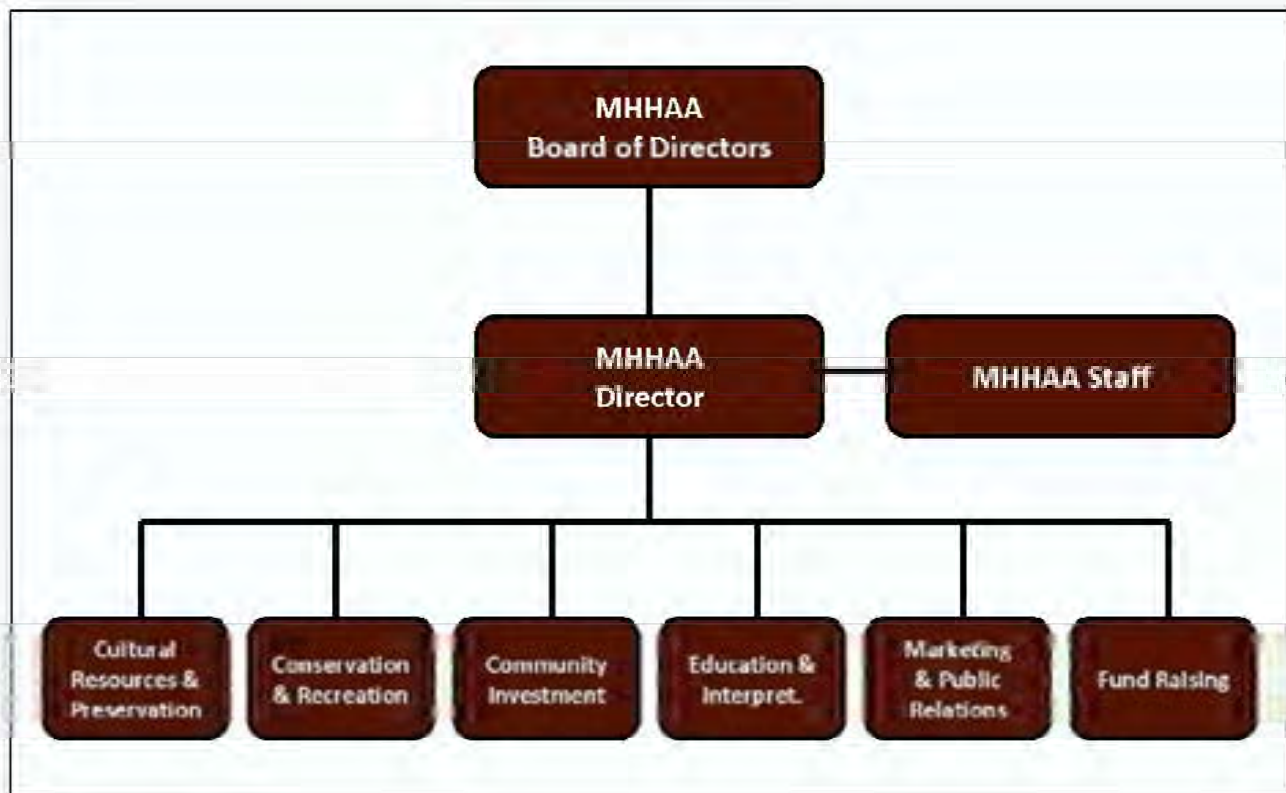 MHHAA
Board of Directors
MHHAA
Director
MHHAA Staff
Cultural
Resources &
Preservation
Conservation
& Recreation
Community
Investment
Education &
Interpret.
Marketing
& Public
Relations
Fund Raising